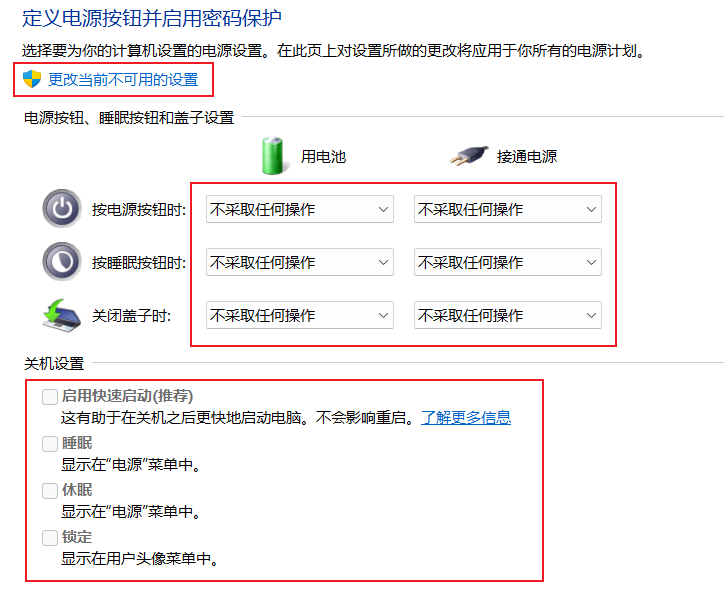 定义电源按钮并启用密码保护
选择要为你的计算机设置的电源设置。在此页上对设置所做的更改将应用于你所有的电源计划。
更改当前不可用的设置
电源按钮、睡眠按钮和盖子设置
用电池 接通电源
按电源按钮时: 不采取任何操作 不采取任何操作
按睡眠按钮时: 不采取任何操作 不采取任何操作
关闭盖子时: 不采取任何操作 不采取任何操作
关机设置
启用快速启动(推荐)
这有助于在关机之后更快地启动电脑。不会影响重启。了解更多信息
睡眠
显示在“电源”菜单中。
休眠
显示在“电源”菜单中。
锁定
显示在用户头像菜单中。